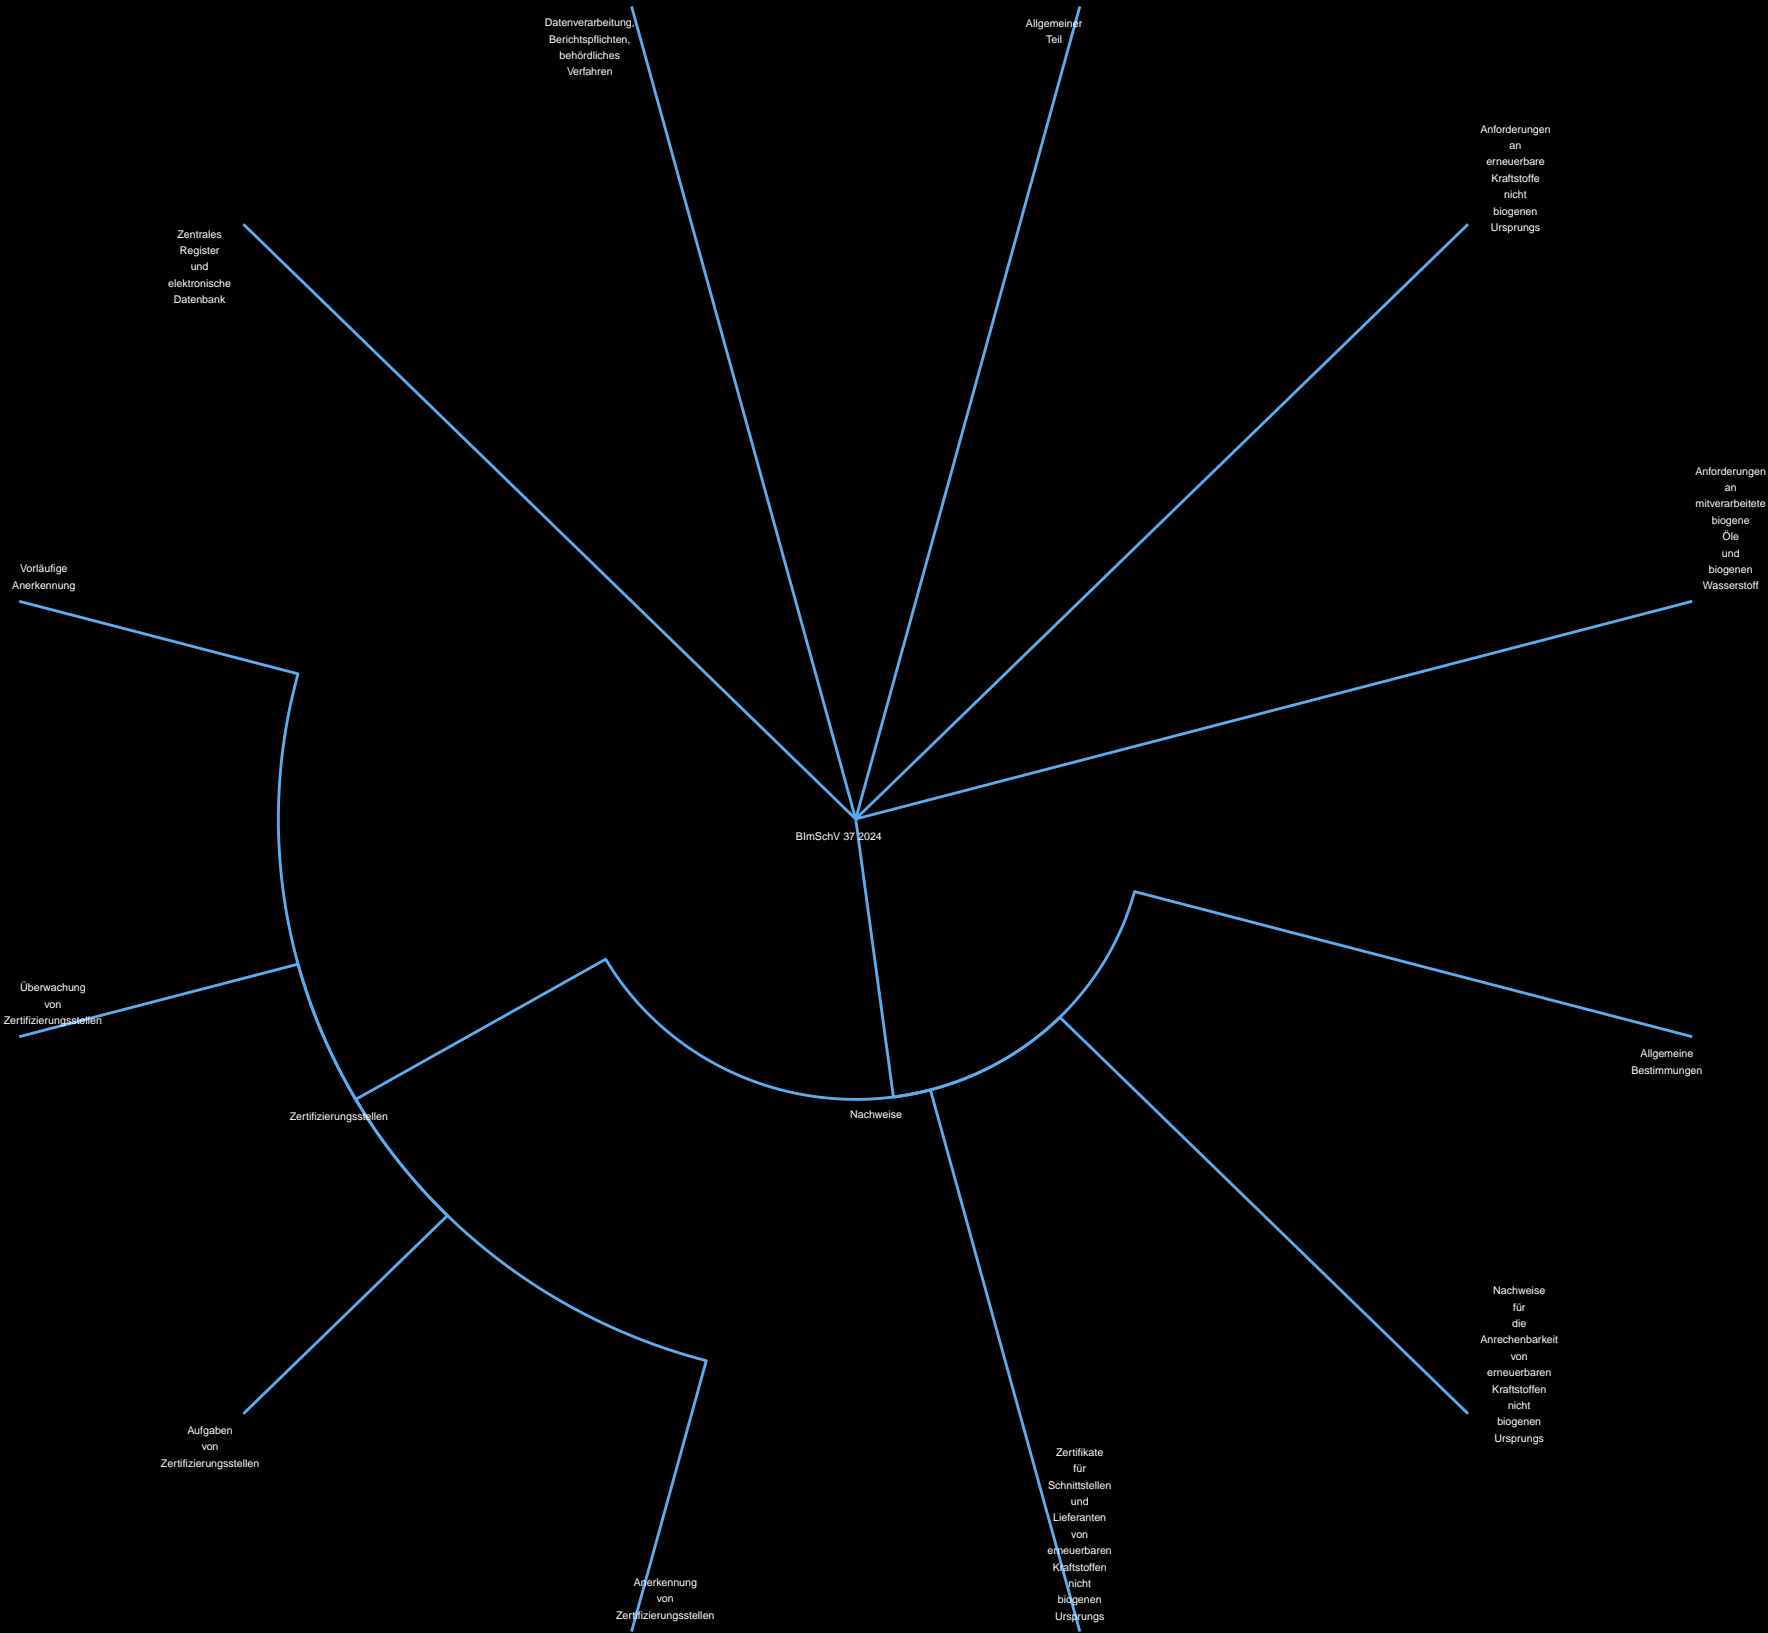 Datenverarbeitung,
Berichtspflichten,
behördliches
Verfahren
Allgemeiner
Teil
Anforderungen
an
erneuerbare
Kraftstoffe
nicht
biogenen
Ursprungs
Zentrales
Register
und
elektronische
Datenbank
Anforderungen
an
mitverarbeitete
biogene
Öle
und
biogenen
Wasserstoff
Vorläufige
Anerkennung
BImSchV 37 2024
Überwachung
von
Zertifizierungsstellen
Allgemeine
Bestimmungen
Zertifizierungsstellen
Nachweise
Nachweise
für
die
Anrechenbarkeit
von
erneuerbaren
Kraftstoffen
nicht
biogenen
Ursprungs
Aufgaben
von
Zertifizierungsstellen
Zertifikate
für
Schnittstellen
und
Lieferanten
von
erneuerbaren
Kraftstoffen
nicht
biogenen
Ursprungs
Anerkennung
von
Zertifizierungsstellen